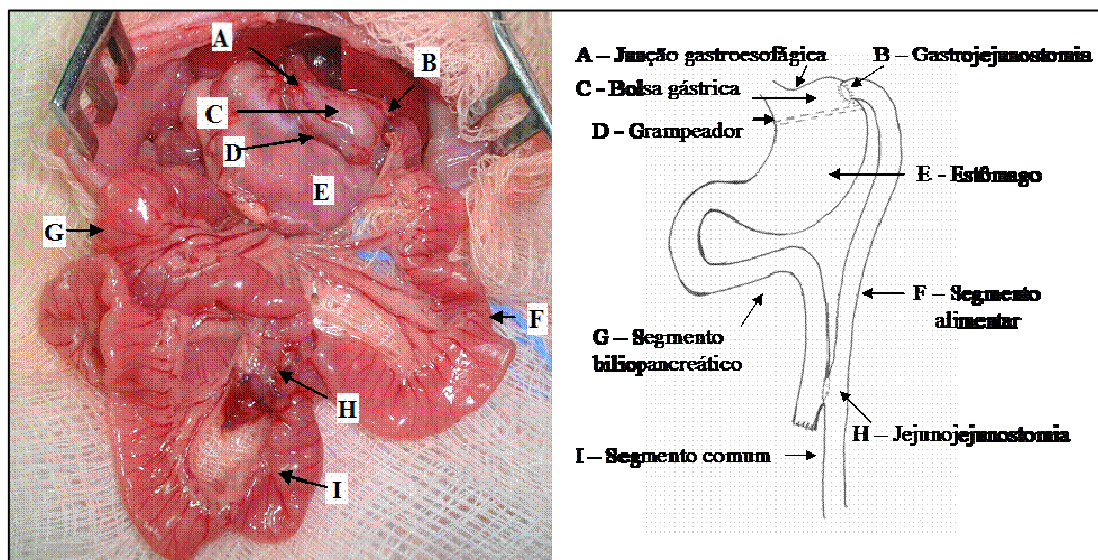 A
B
C
D
E
G
F
H
I
A – Junção gastroesofágica
B – Gastrojejunostomia
C - Bolsa gástrica
D - Grampeador
E - Estômago
F – Segmento
alimentar
G – Segmento
biliopancreático
H – Jejunojejunostomia
I – Segmento comum